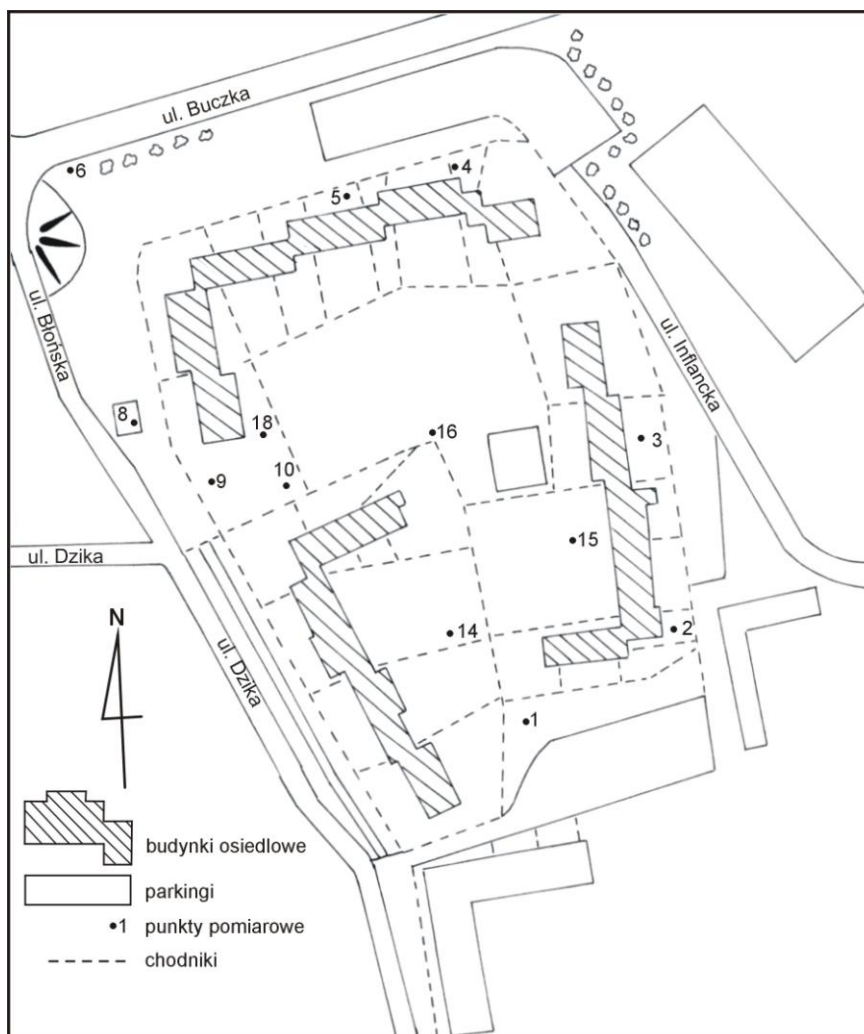 ul. Buczka
6
4
5
ul. Błońska
ul. Inflancka
8
18
16
3
9
10
15
ul. Dzika
14
2
N
ul. Dzika
1
budynki osiedlowe
parkingi
1 punkty pomiarowe
chodniki